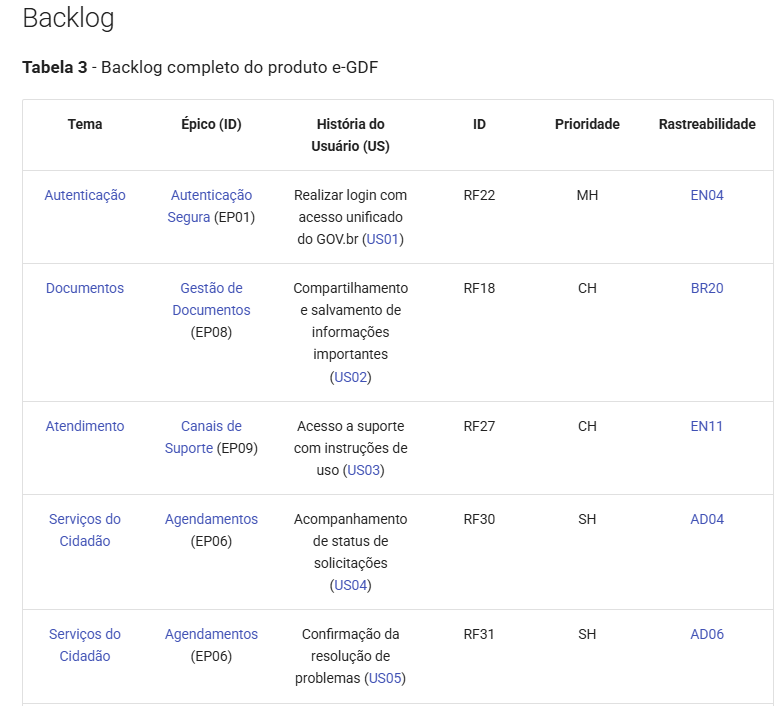 Backlog
Tabela 3 - Backlog completo do produto e-GDF
Tema Épico (ID) História do Usuário (US) ID Prioridade Rastreabilidade
Autenticação Autenticação Segura (EP01) Realizar login com acesso unificado do GOV.br (US01) RF22 MH EN04
Documentos Gestão de Documentos (EP08) Compartilhamento e salvamento de informações importantes (US02) RF18 CH BR20
Atendimento Canais de Suporte (EP09) Acesso a suporte com instruções de uso (US03) RF27 CH EN11
Serviços do Cidadão Agendamentos (EP06) Acompanhamento de status de solicitações (US04) RF30 SH AD04
Serviços do Cidadão Agendamentos (EP06) Confirmação da resolução de problemas (US05) RF31 SH AD06